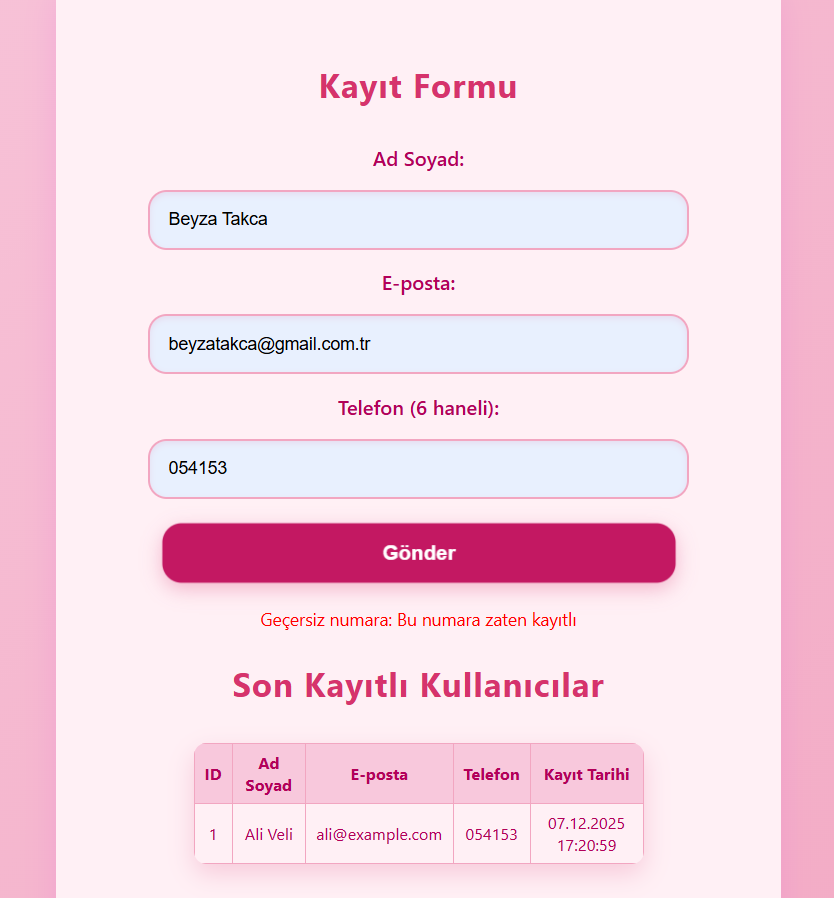 Kayıt Formu
Ad Soyad:
Beyza Takca
E-posta:
beyzatakca@gmail.com.tr
Telefon (6 haneli):
054153
Gönder
Geçersiz numara: Bu numara zaten kayıtlı
Son Kayıtlı Kullanıcılar
ID Ad Soyad E-posta Telefon Kayıt Tarihi
1 Ali Veli ali@example.com 054153 07.12.2025 17:20:59